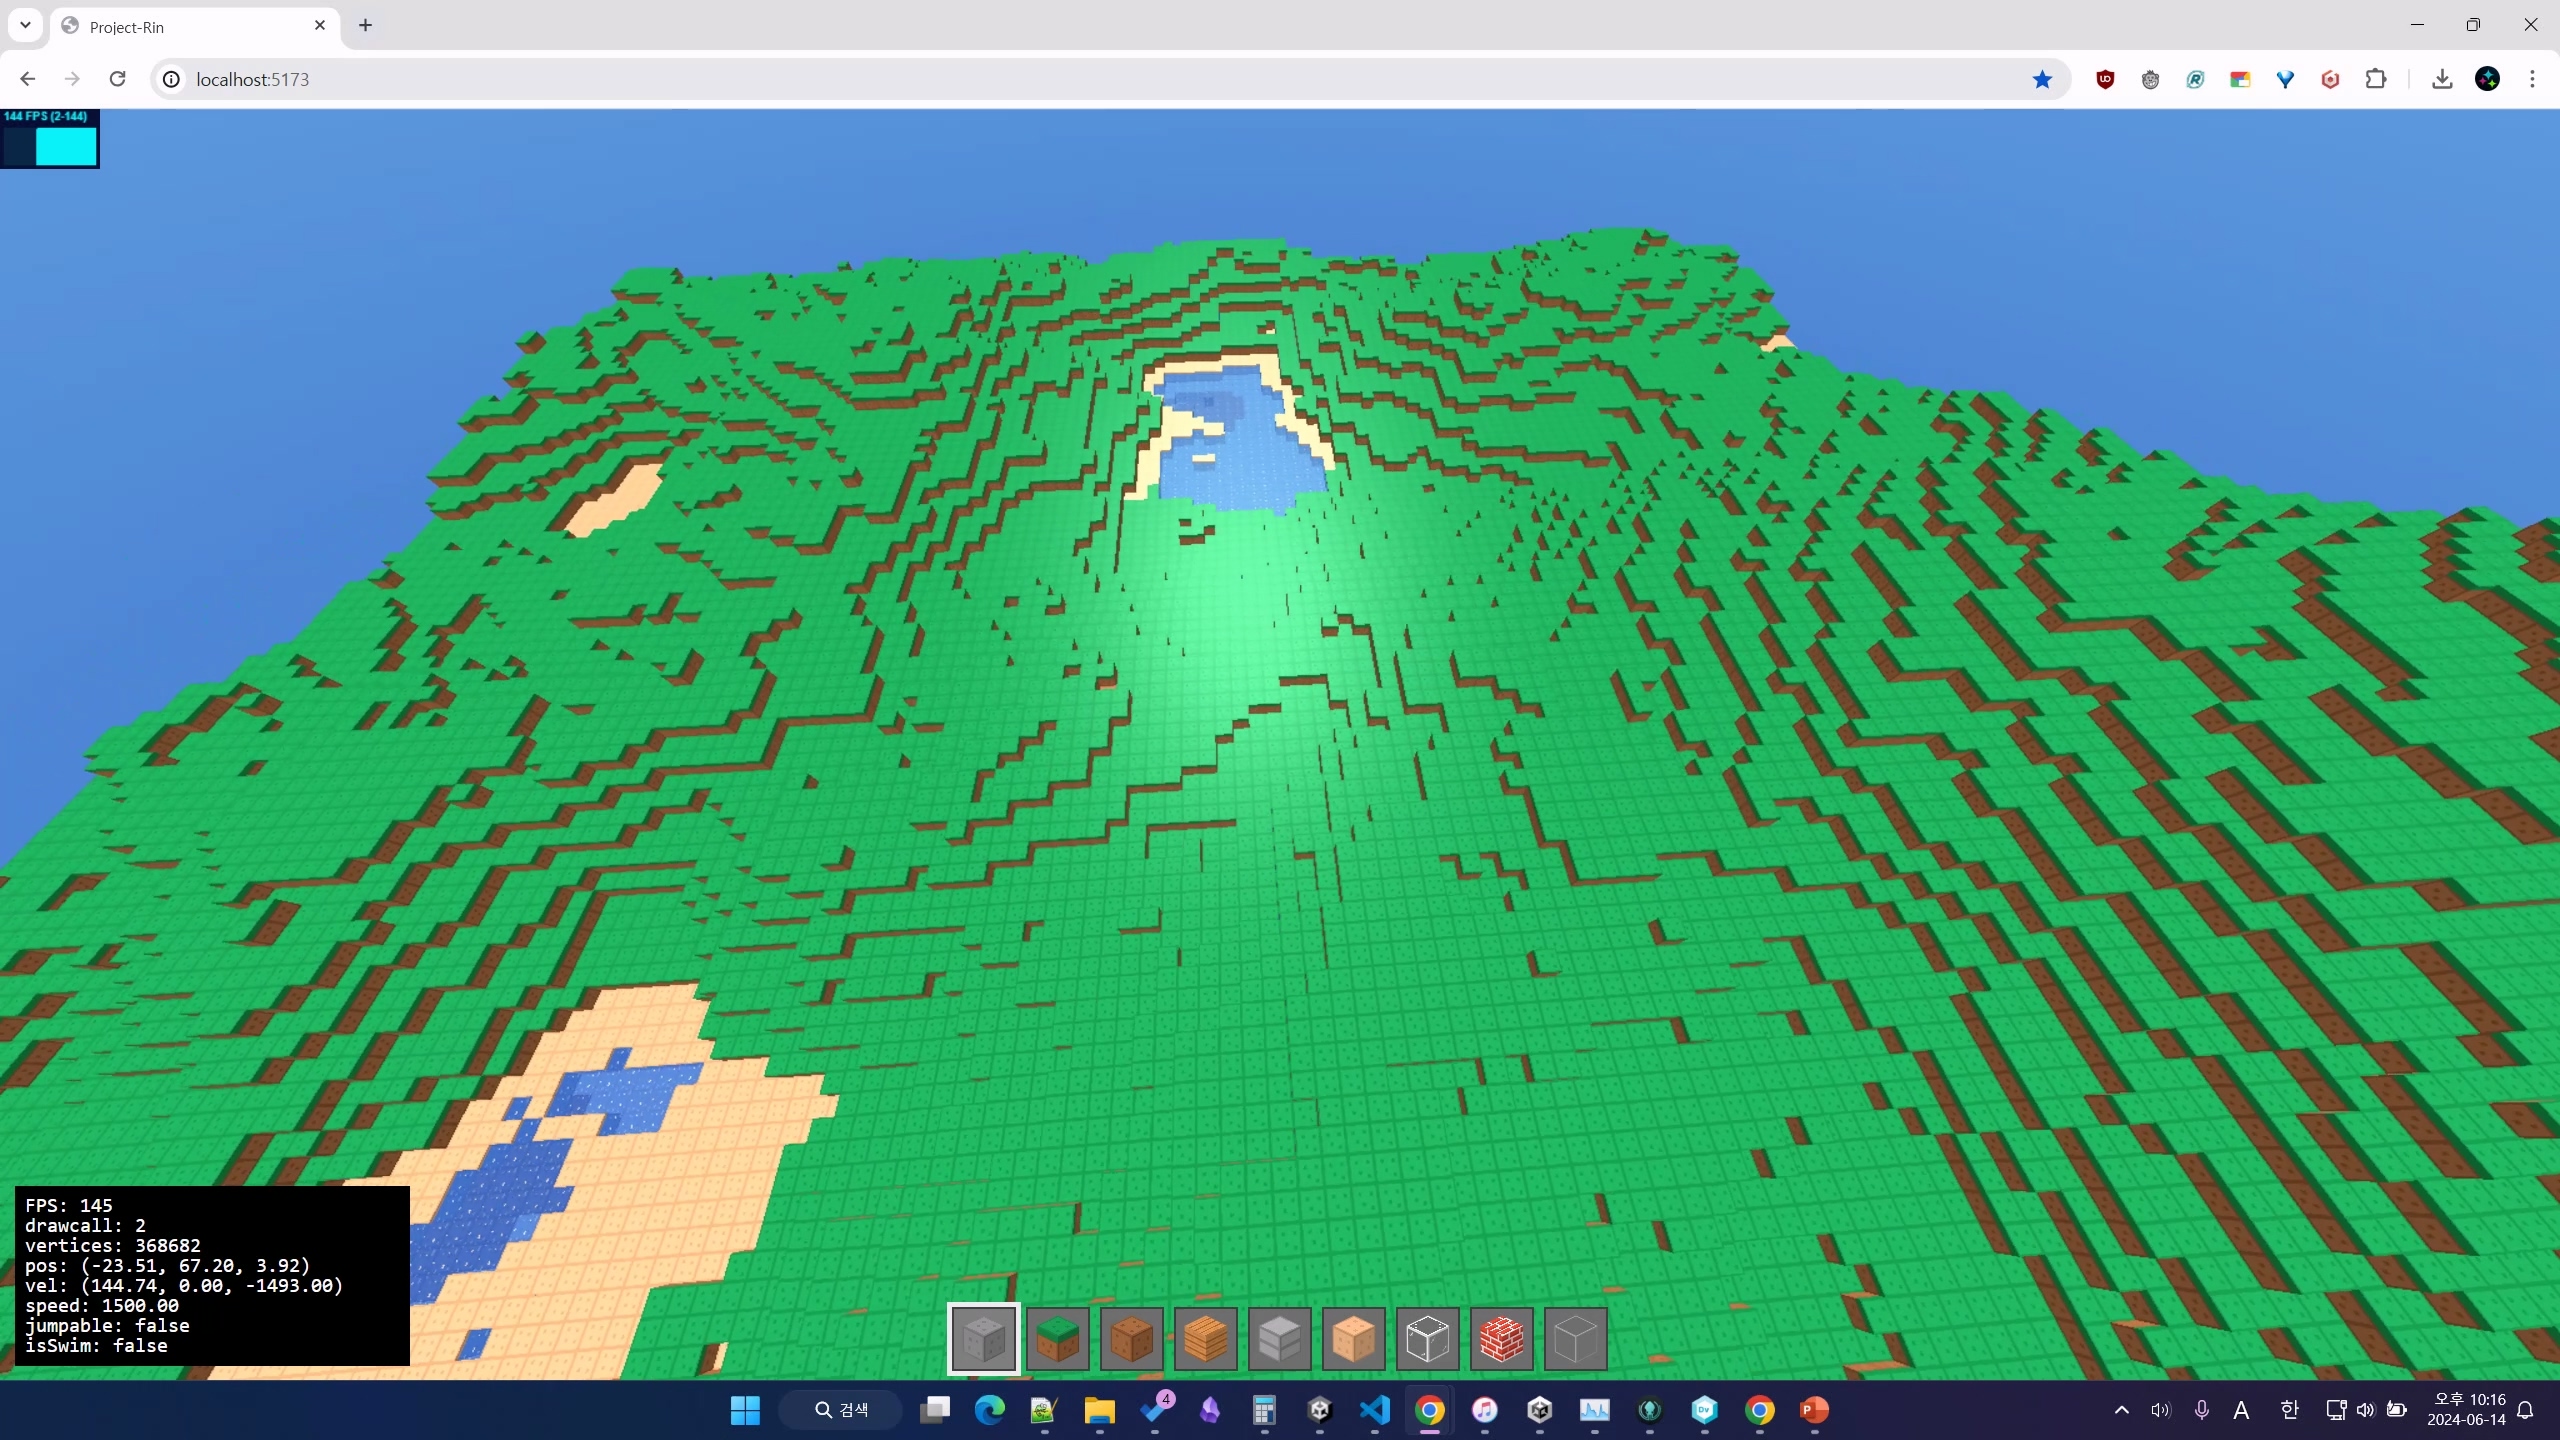 Project-Rin
localhost:5173
144 FPS (2-144)
FPS: 145
drawcall: 2
vertices: 368682
pos: (-23.51, 67.20, 3.92)
vel: (144.74, 0.00, -1493.00)
speed: 1500.00
jumpable: false
isSwim: false
검색
4
A
한
오후 10:16
2024-06-14